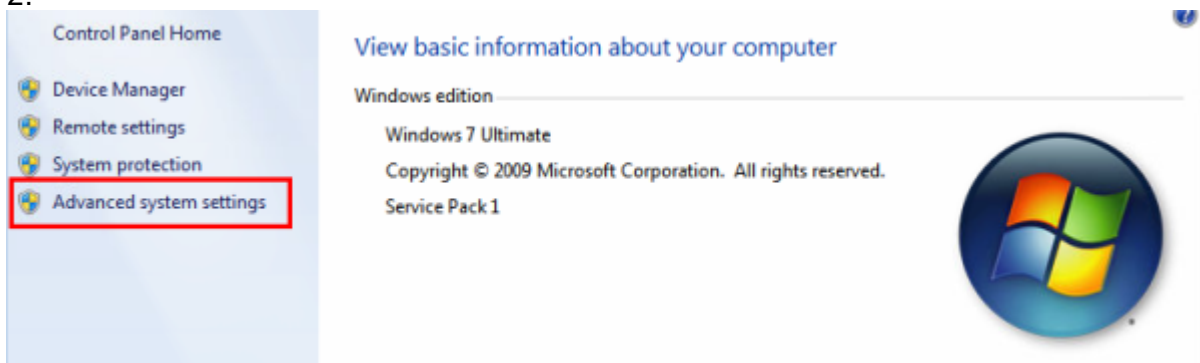 2.
Control Panel Home
Device Manager
Remote settings
System protection
Advanced system settings
View basic information about your computer
Windows edition
Windows 7 Ultimate
Copyright © 2009 Microsoft Corporation. All rights reserved.
Service Pack 1
?